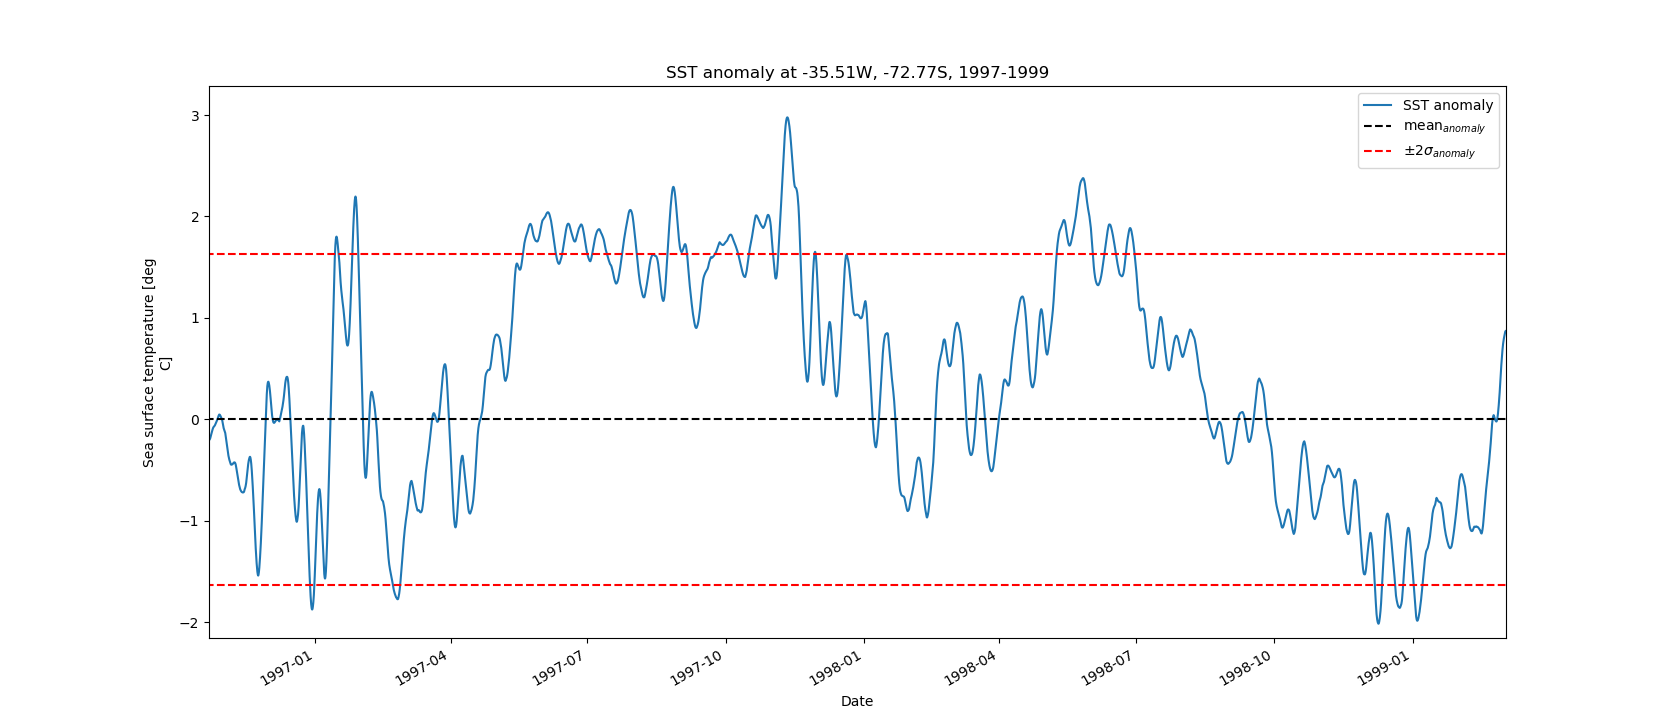 SST anomaly at -35.51W, -72.77S, 1997-1999
SST anomaly
mean_anomaly
±2σ_anomaly
3
2
1
0
−1
−2
Sea surface temperature [deg
C]
1997-01
1997-04
1997-07
1997-10
1998-01
1998-04
1998-07
1998-10
1999-01
Date